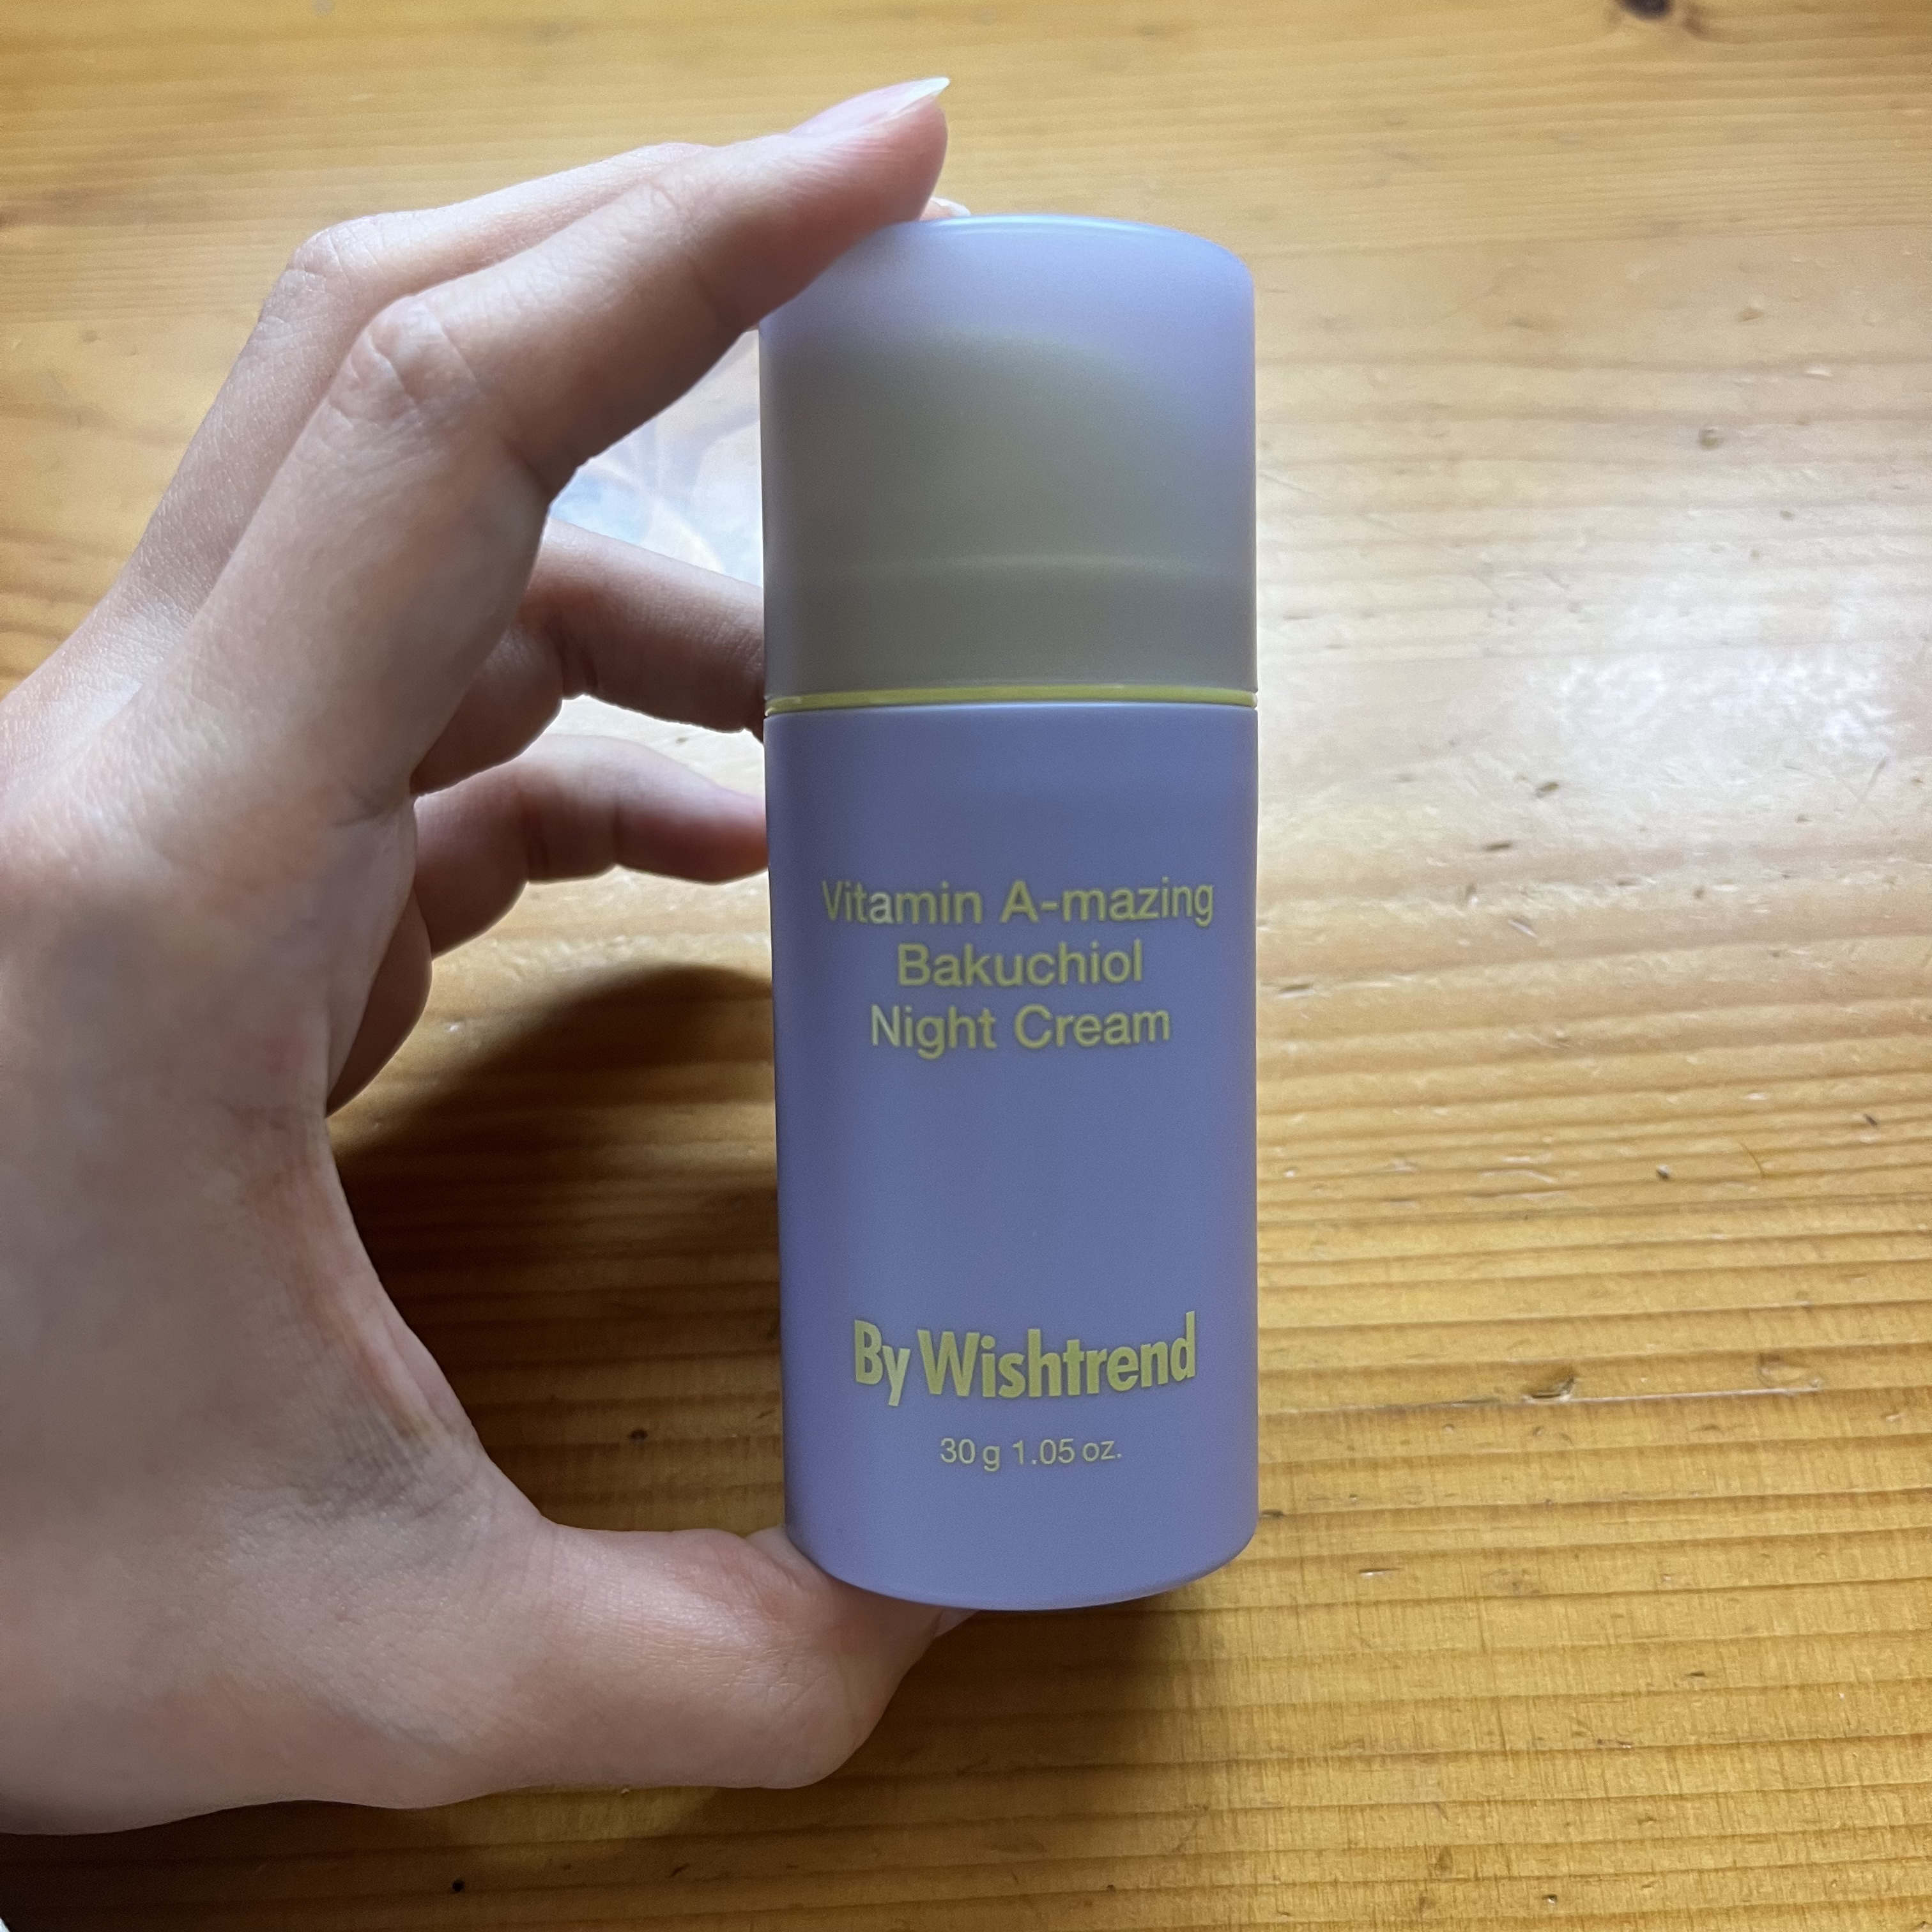 Vitamin A-mazing
Bakuchiol
Night Cream
By Wishtrend
30 g 1.05 oz.